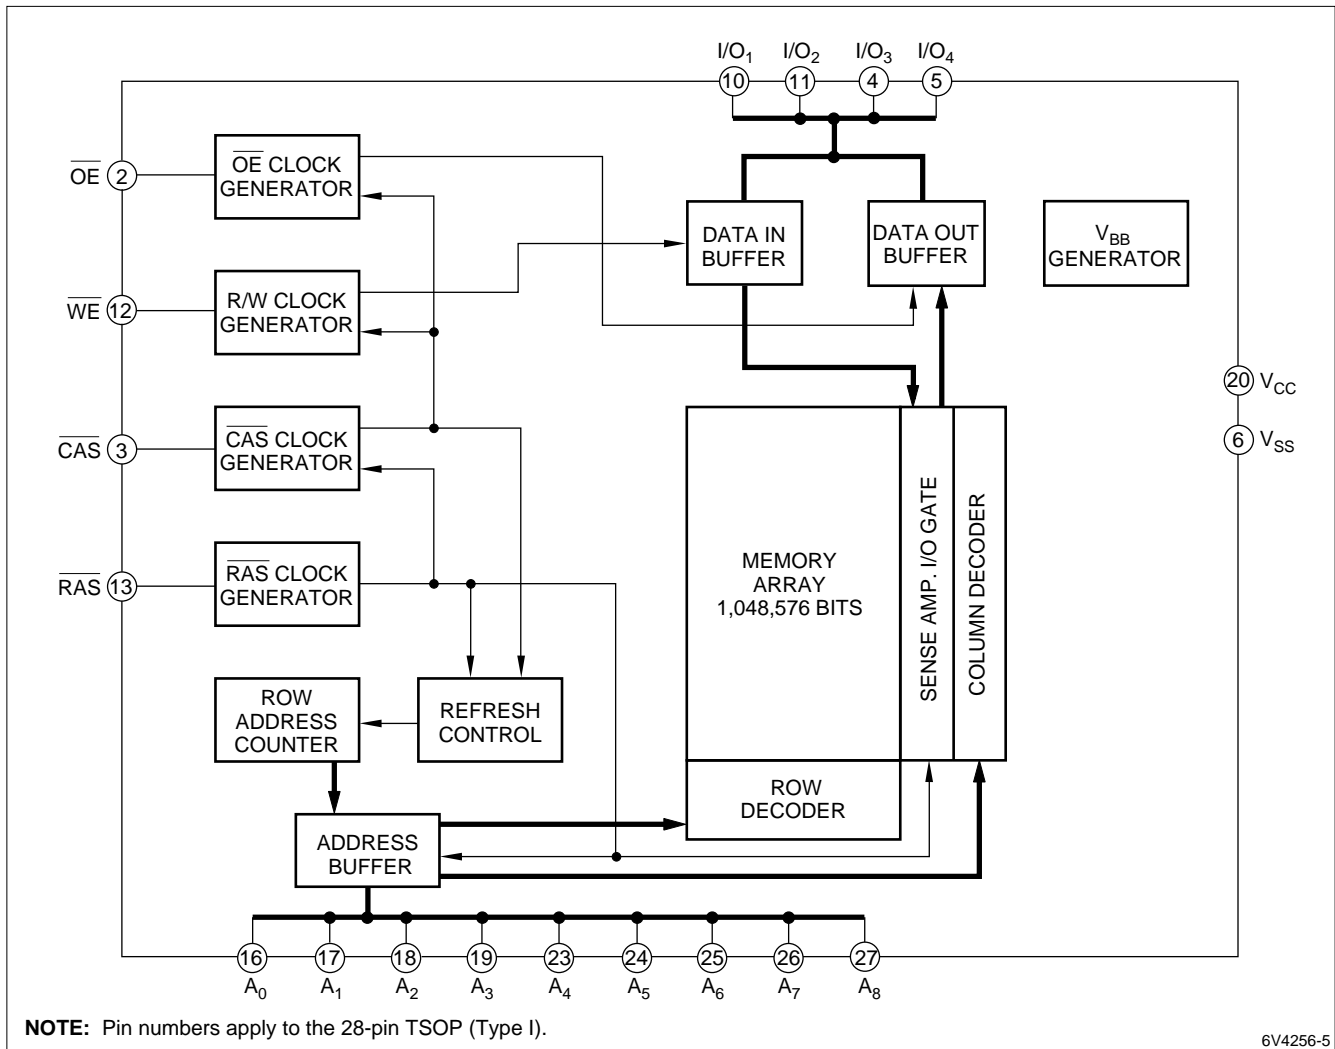 I/O1 I/O2 I/O3 I/O4
10 11 4 5
OE 2
OE CLOCK
GENERATOR
DATA IN
BUFFER
DATA OUT
BUFFER
VBB
GENERATOR
WE 12
R/W CLOCK
GENERATOR
20 VCC
CAS 3
CAS CLOCK
GENERATOR
6 VSS
RAS 13
RAS CLOCK
GENERATOR
MEMORY
ARRAY
1,048,576 BITS
SENSE AMP. I/O GATE
COLUMN DECODER
ROW
ADDRESS
COUNTER
REFRESH
CONTROL
ROW
DECODER
ADDRESS
BUFFER
16 17 18 19 23 24 25 26 27
A0 A1 A2 A3 A4 A5 A6 A7 A8
NOTE: Pin numbers apply to the 28-pin TSOP (Type I).
6V4256-5